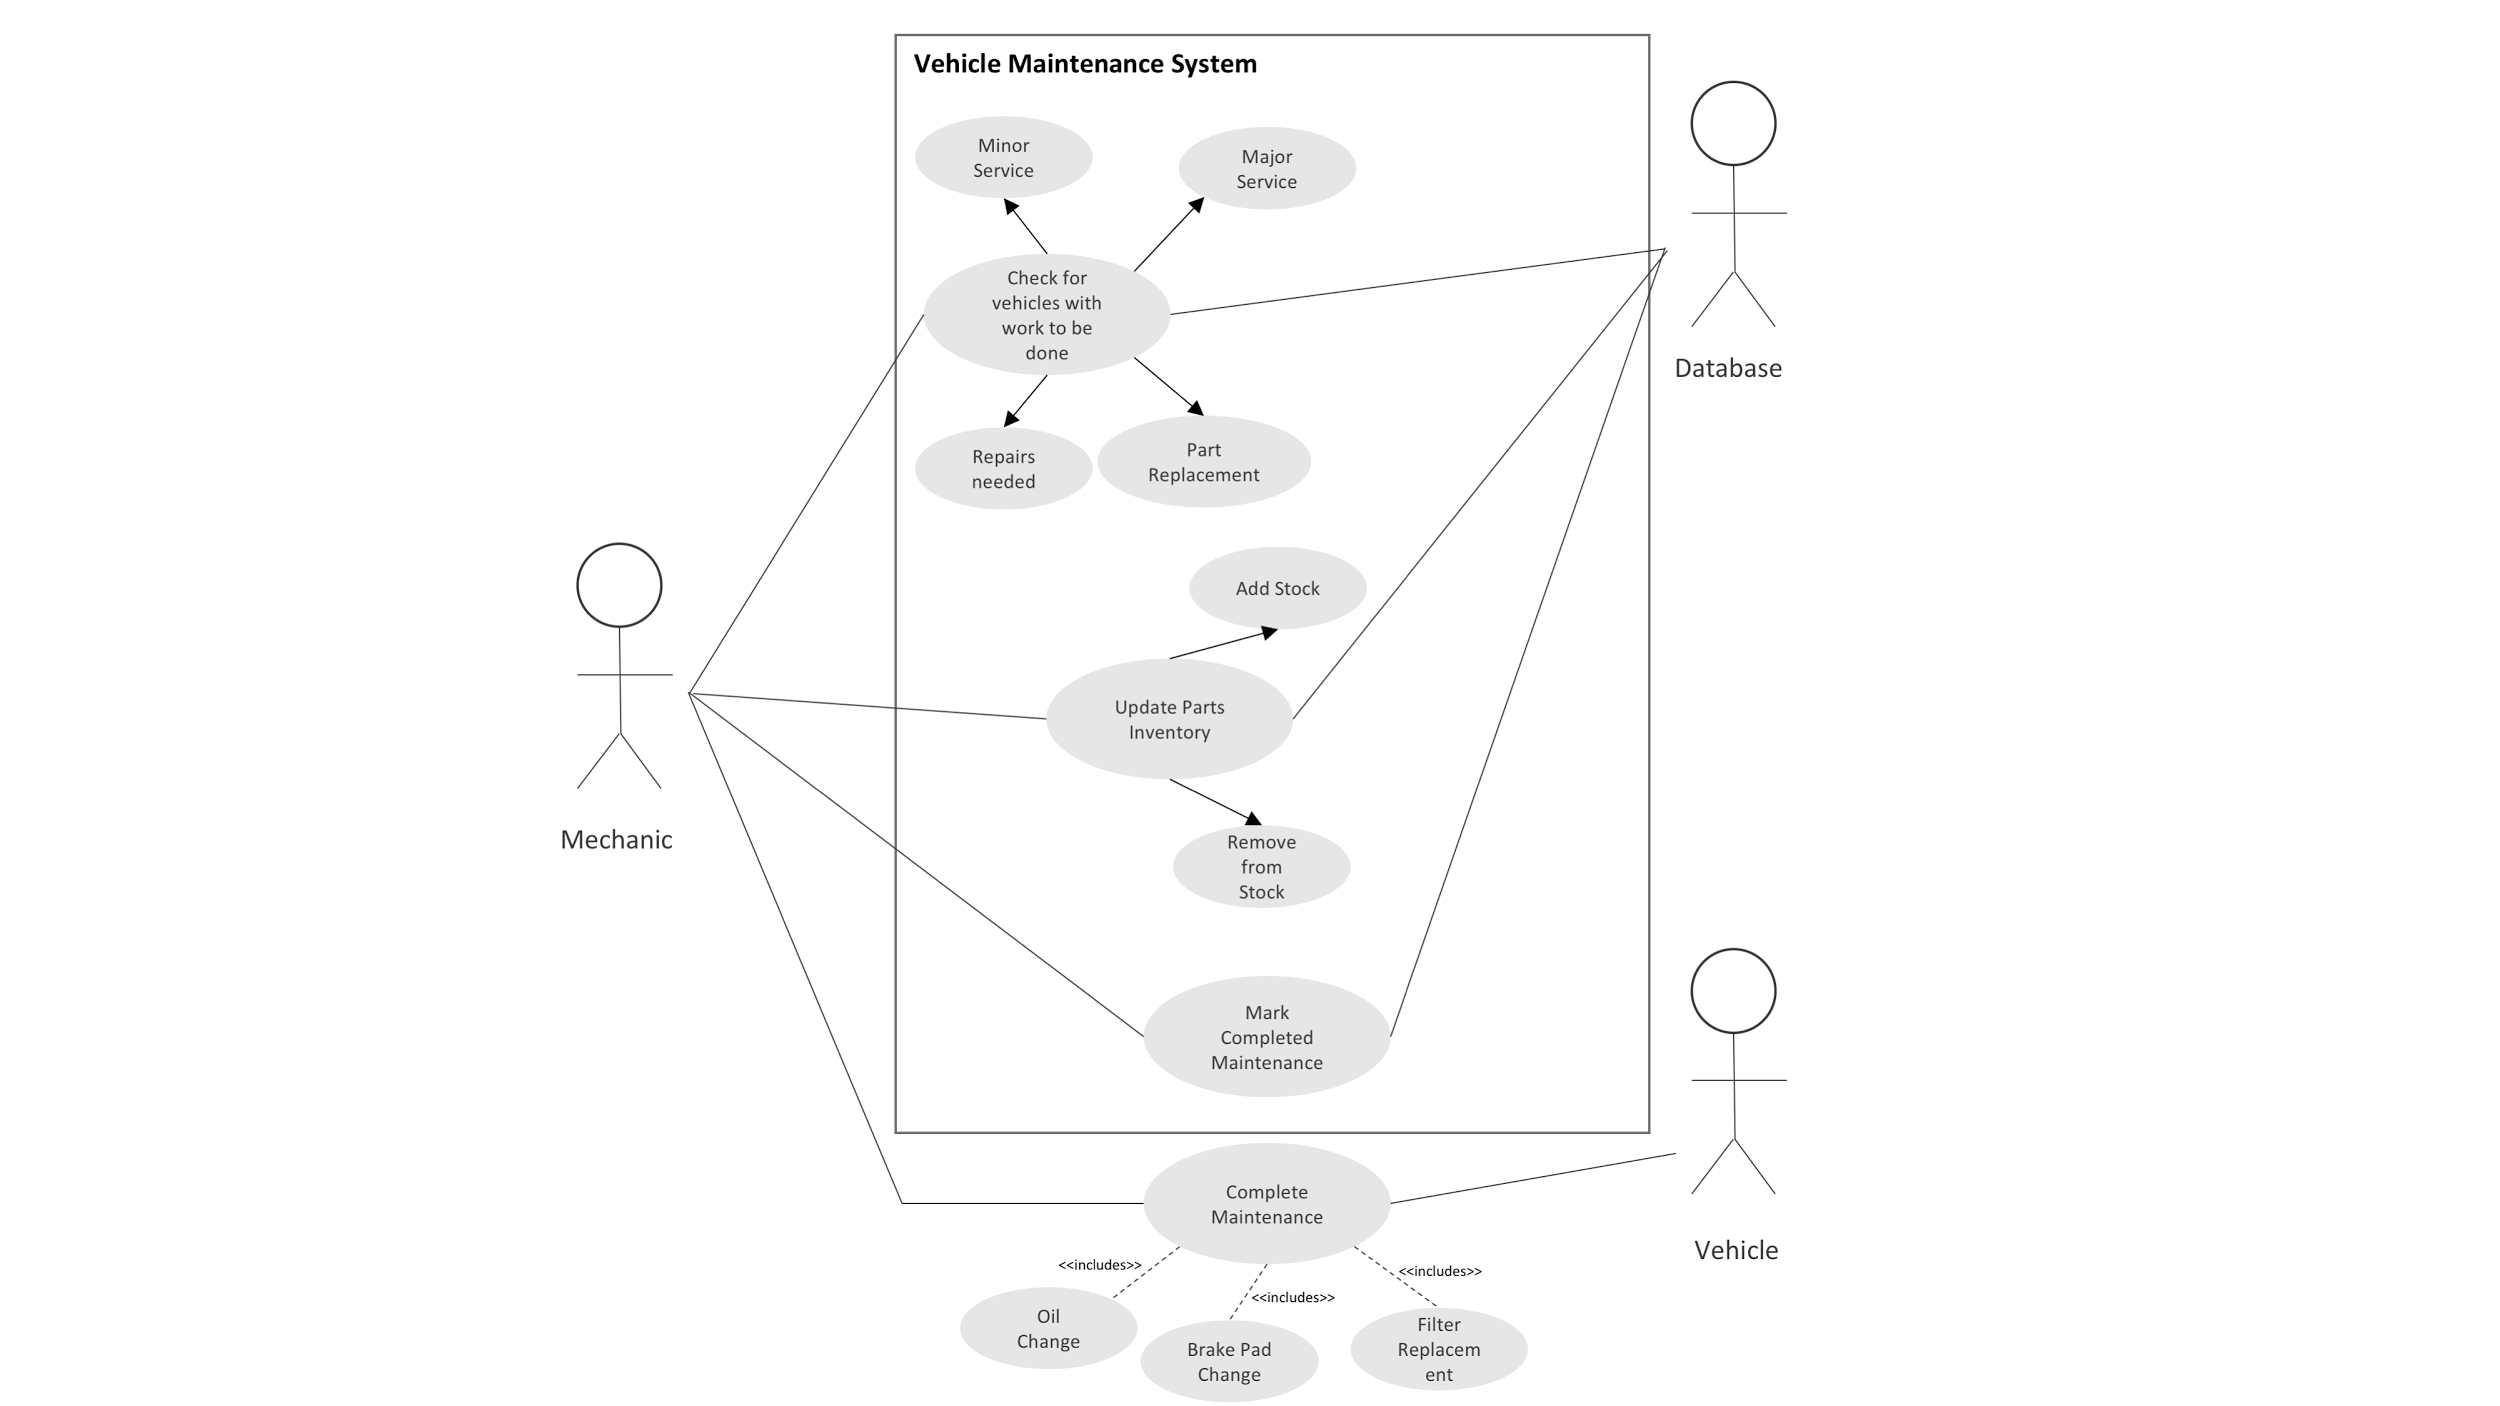 Vehicle Maintenance System
Minor
Service
Major
Service
Check for
vehicles with
work to be
done
Database
Repairs
needed
Part
Replacement
Add Stock
Update Parts
Inventory
Mechanic
Remove
from
Stock
Mark
Completed
Maintenance
Complete
Maintenance
Vehicle
<<includes>>
<<includes>>
<<includes>>
Oil
Change
Brake Pad
Change
Filter
Replacem
ent